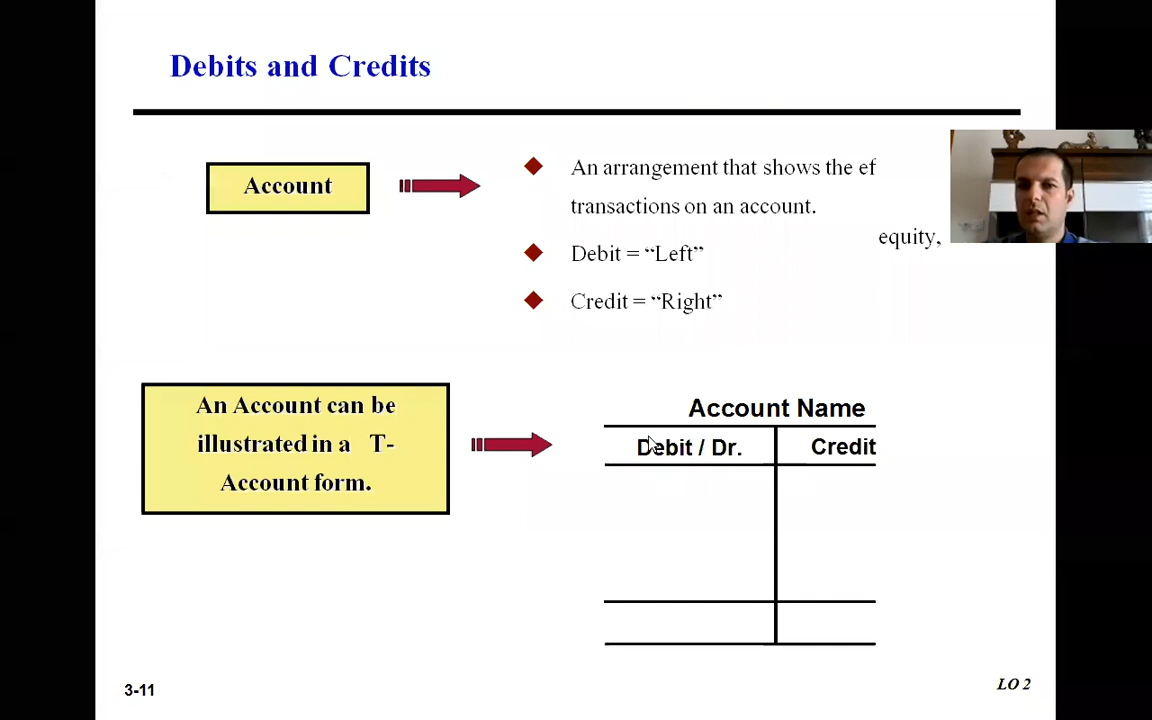 Debits and Credits
Account
An arrangement that shows the ef
transactions on an account.
equity,
Debit = “Left”
Credit = “Right”
An Account can be
illustrated in a T-
Account form.
Account Name
Debit / Dr. Credit
3-11
LO 2